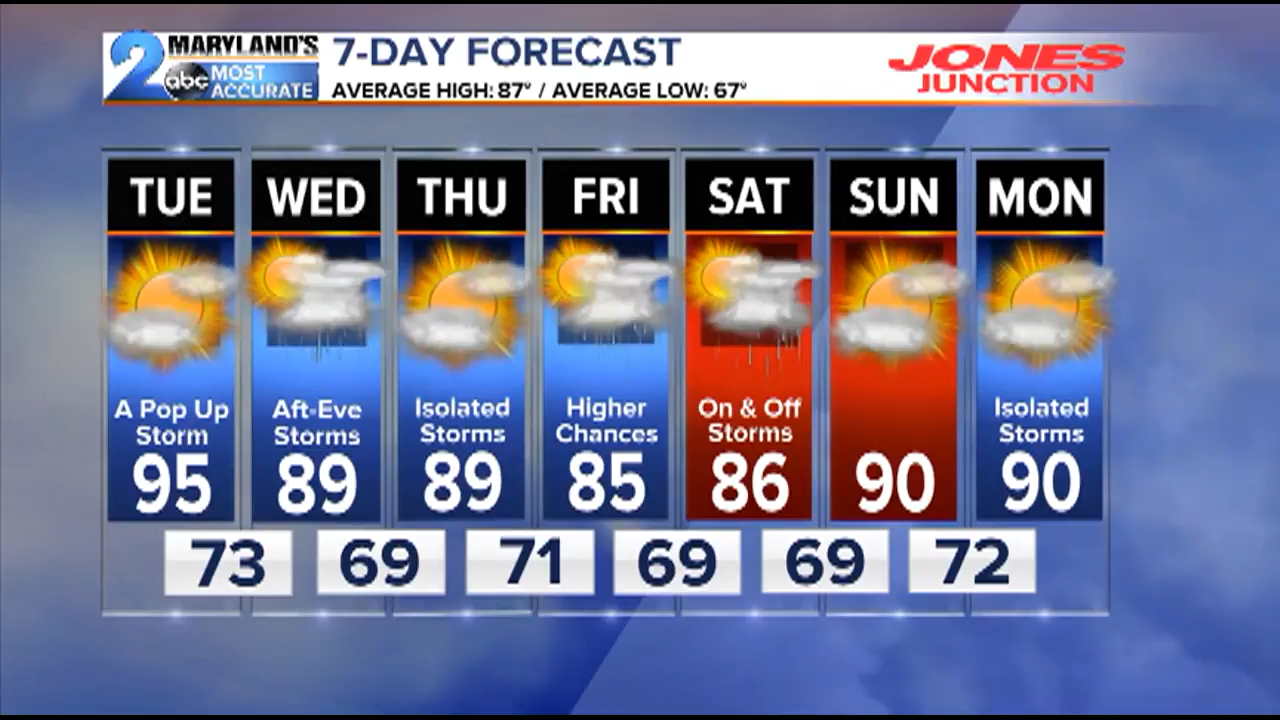 2 abc MARYLAND'S
MOST
ACCURATE
7-DAY FORECAST
AVERAGE HIGH: 87° / AVERAGE LOW: 67°
JONES
JUNCTION
TUE WED THU FRI SAT SUN MON
A Pop Up
Storm
95
Aft-Eve
Storms
89
Isolated
Storms
89
Higher
Chances
85
On & Off
Storms
86
90
Isolated
Storms
90
73 69 71 69 69 72